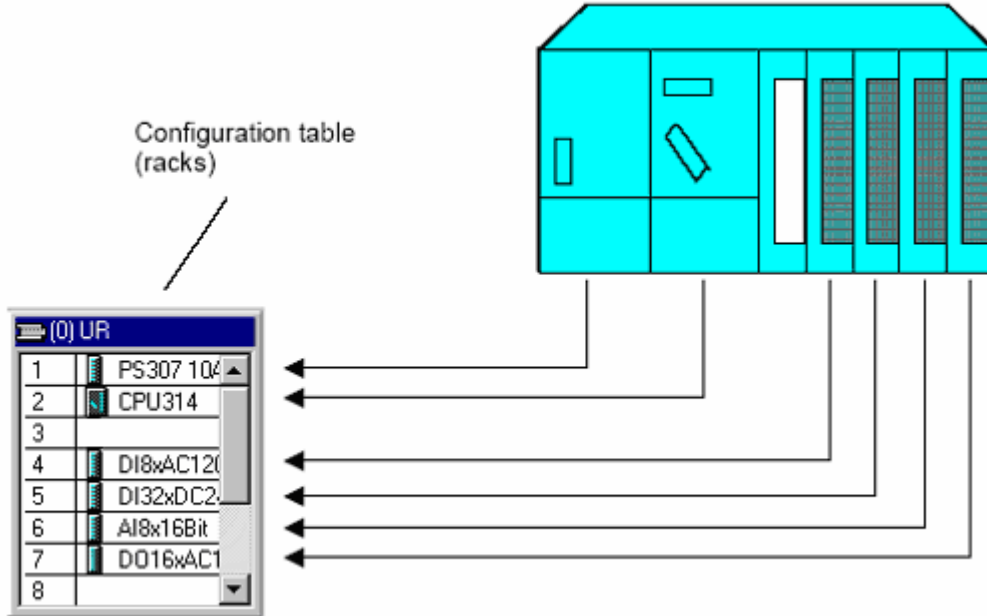 Configuration table
(racks)
(0) UR
1 PS307 10A
2 CPU314
3
4 DI8xAC120
5 DI32xDC24
6 AI8x16Bit
7 DO16xAC1
8